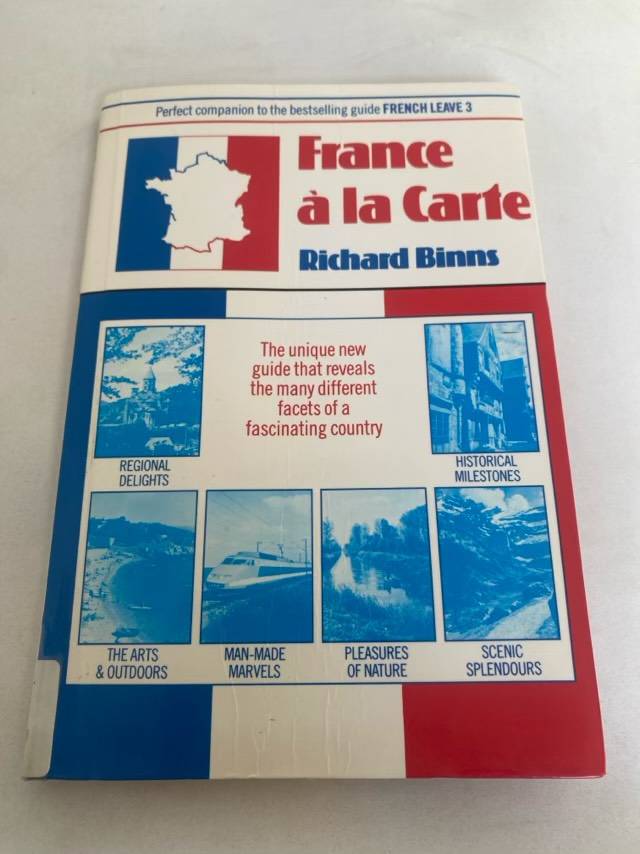 Perfect companion to the bestselling guide FRENCH LEAVE 3
France
à la Carte
Richard Binns
The unique new
guide that reveals
the many different
facets of a
fascinating country
REGIONAL
DELIGHTS
HISTORICAL
MILESTONES
THE ARTS
& OUTDOORS
MAN-MADE
MARVELS
PLEASURES
OF NATURE
SCENIC
SPLENDOURS